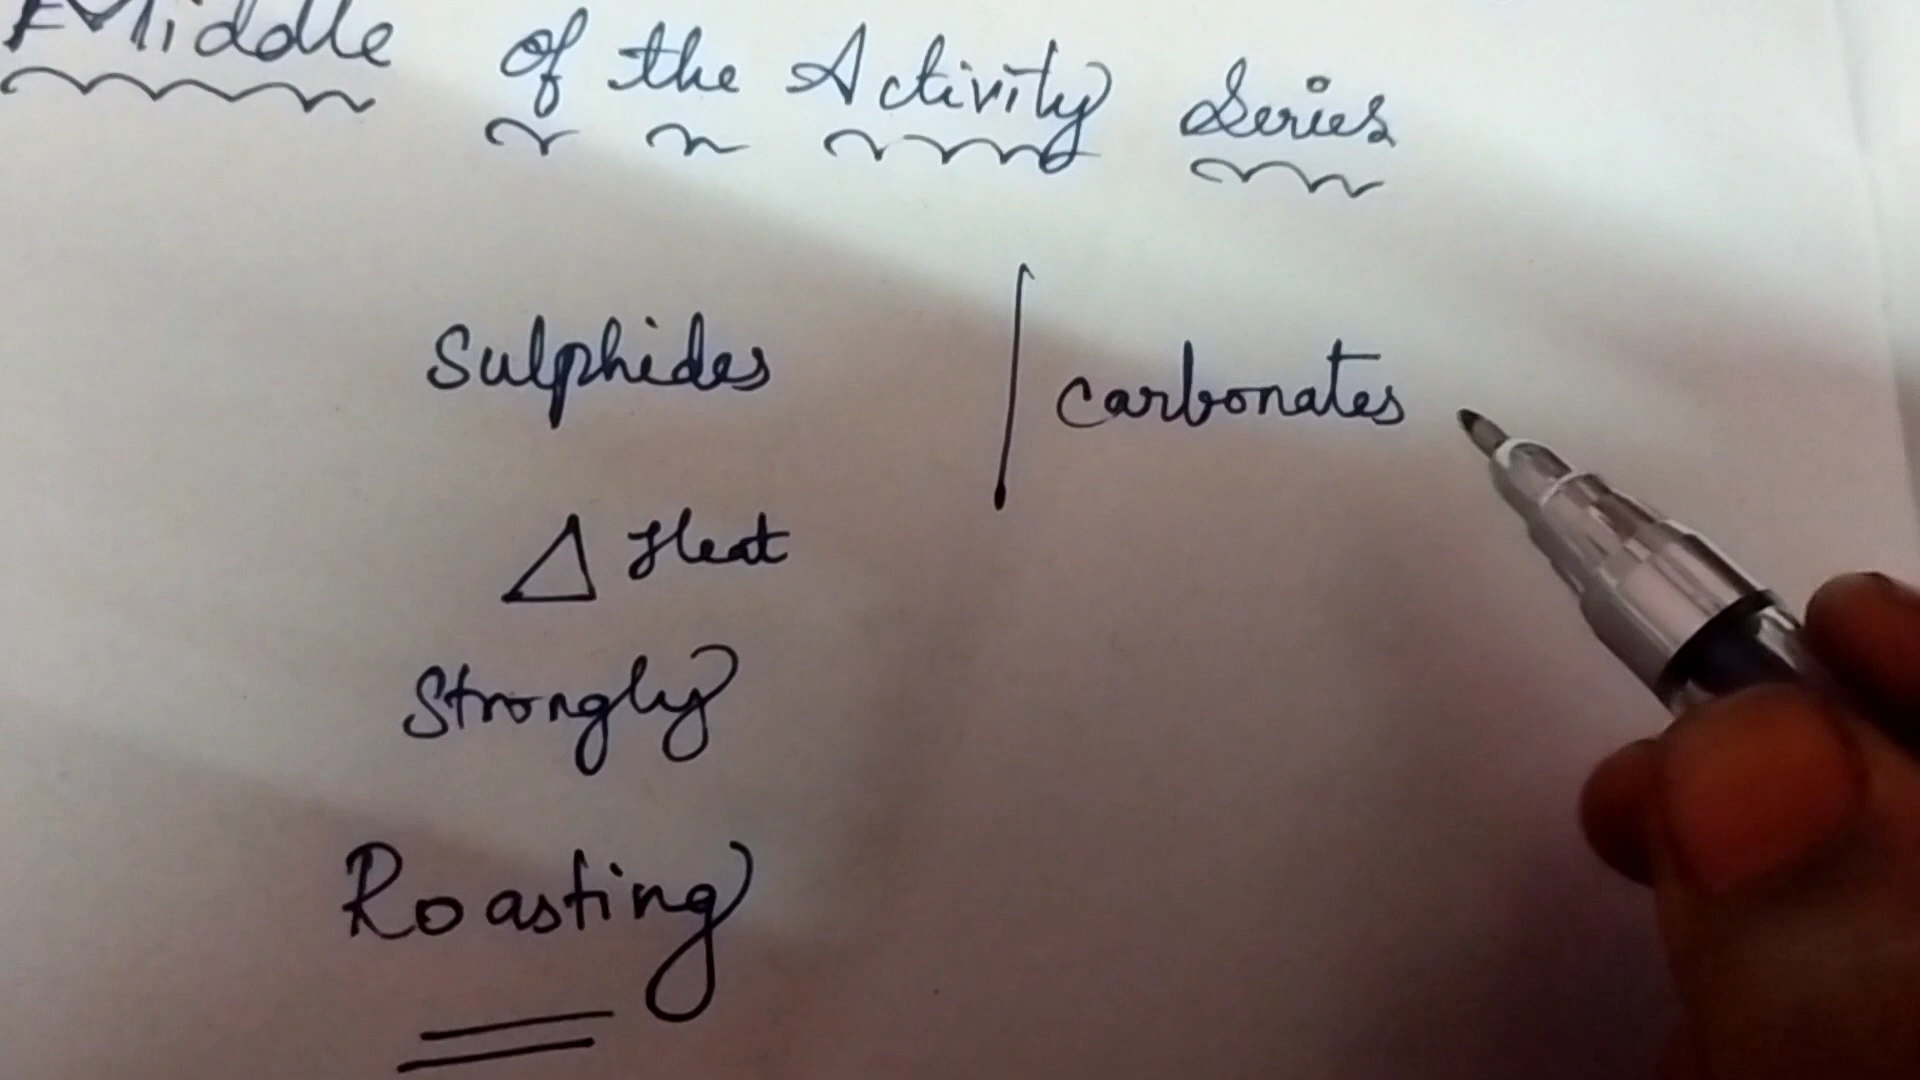 Middle of the Activity Series
Sulphides
carbonates
Δ Heat
Strongly
Roasting